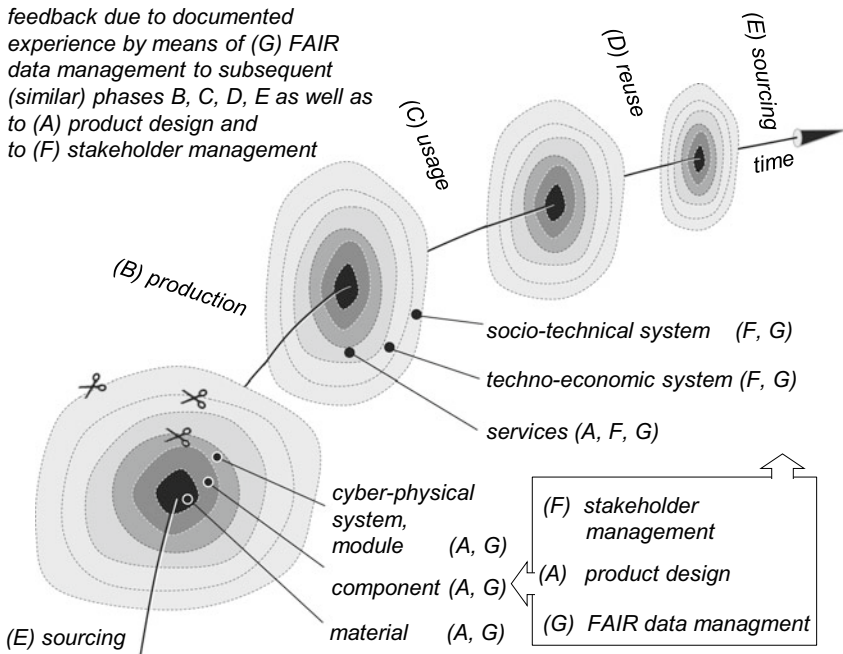 feedback due to documented
experience by means of (G) FAIR
data management to subsequent
(similar) phases B, C, D, E as well as
to (A) product design and
to (F) stakeholder management
(E) sourcing
(D) reuse
(C) usage
time
(B) production
socio-technical system (F, G)
techno-economic system (F, G)
services (A, F, G)
cyber-physical
system,
module (A, G)
component (A, G)
material (A, G)
(F) stakeholder
management
(A) product design
(G) FAIR data managment
(E) sourcing